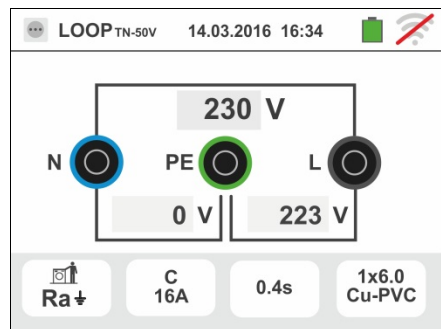 LOOP TN-50V 14.03.2016 16:34
230 V
N PE L
0 V 223 V
Ra C 0.4s 1x6.0
16A Cu-PVC